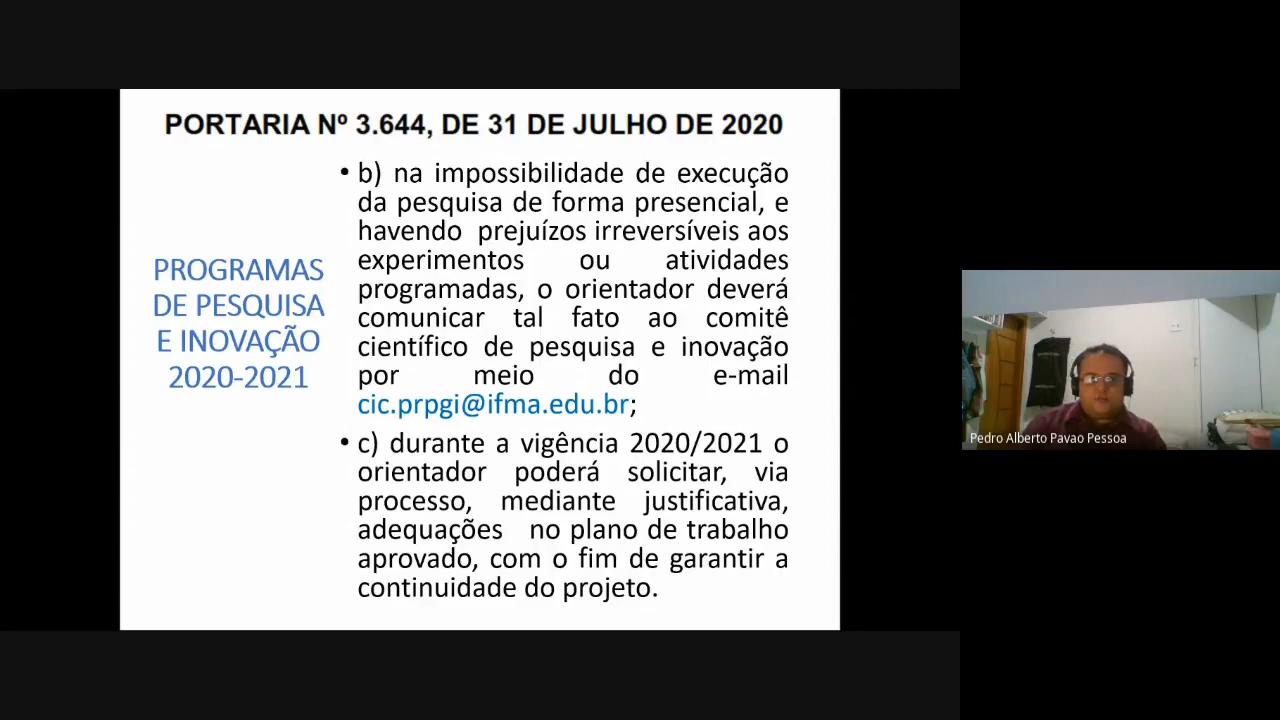 PORTARIA Nº 3.644, DE 31 DE JULHO DE 2020
PROGRAMAS
DE PESQUISA
E INOVAÇÃO
2020-2021
• b) na impossibilidade de execução
da pesquisa de forma presencial, e
havendo prejuízos irreversíveis aos
experimentos ou atividades
programadas, o orientador deverá
comunicar tal fato ao comitê
científico de pesquisa e inovação
por meio do e-mail
cic.prpgi@ifma.edu.br;
• c) durante a vigência 2020/2021 o
orientador poderá solicitar, via
processo, mediante justificativa,
adequações no plano de trabalho
aprovado, com o fim de garantir a
continuidade do projeto.
Pedro Alberto Pavao Pessoa